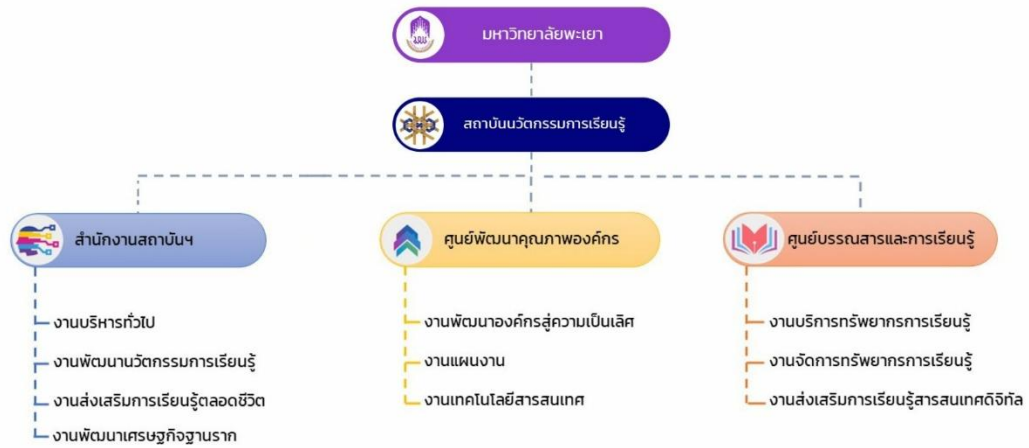 มหาวิทยาลัยพะเยา
สถาบันนวัตกรรมการเรียนรู้
สำนักงานสถาบันฯ
งานบริหารทั่วไป
งานพัฒนานวัตกรรมการเรียนรู้
งานส่งเสริมการเรียนรู้ตลอดชีวิต
งานพัฒนาเศรษฐกิจฐานราก
ศูนย์พัฒนาคุณภาพองค์กร
งานพัฒนาองค์กรสู่ความเป็นเลิศ
งานแผนงาน
งานเทคโนโลยีสารสนเทศ
ศูนย์บรรณสารและการเรียนรู้
งานบริการทรัพยากรการเรียนรู้
งานจัดการทรัพยากรการเรียนรู้
งานส่งเสริมการเรียนรู้สารสนเทศดิจิทัล